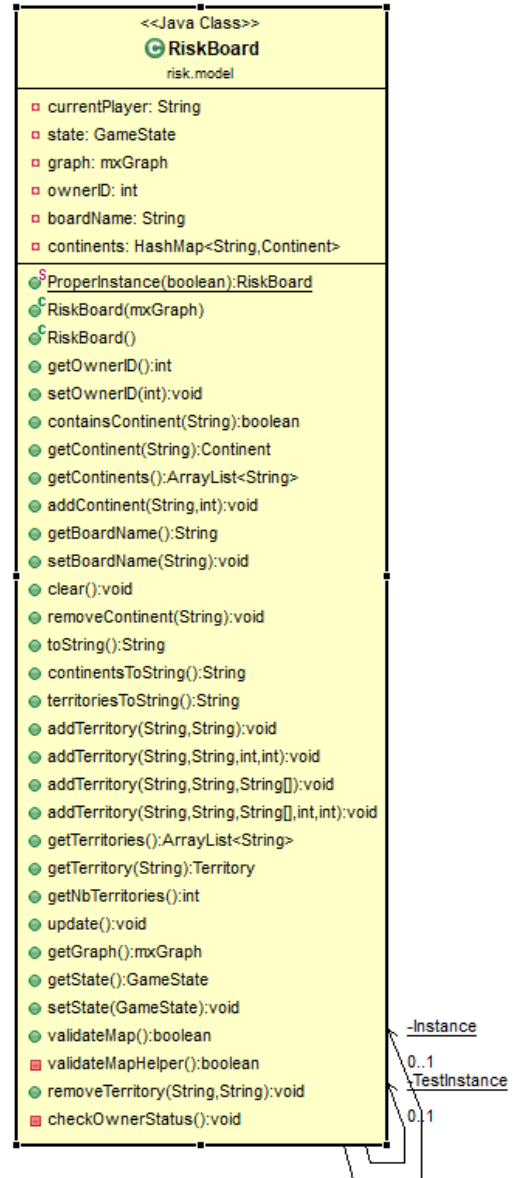 <<Java Class>>
RiskBoard
risk.model
currentPlayer: String
state: GameState
graph: mxGraph
ownerID: int
boardName: String
continents: HashMap<String,Continent>
ProperInstance(boolean):RiskBoard
RiskBoard(mxGraph)
RiskBoard()
getOwnerID():int
setOwnerID(int):void
containsContinent(String):boolean
getContinent(String):Continent
getContinents():ArrayList<String>
addContinent(String,int):void
getBoardName():String
setBoardName(String):void
clear():void
removeContinent(String):void
toString():String
continentsToString():String
territoriesToString():String
addTerritory(String,String):void
addTerritory(String,String,int,int):void
addTerritory(String,String,String[]):void
addTerritory(String,String,String[],int,int):void
getTerritories():ArrayList<String>
getTerritory(String):Territory
getNbTerritories():int
update():void
getGraph():mxGraph
getState():GameState
setState(GameState):void
validateMap():boolean
validateMapHelper():boolean
removeTerritory(String,String):void
checkOwnerStatus():void
-Instance
0..1
-TestInstance
0..1